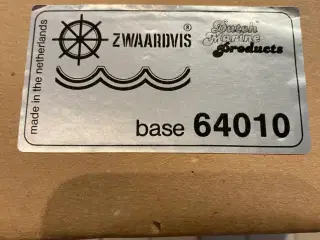 made in the netherlands
ZWAARDVIS®
Dutch
Marine
Products
base 64010